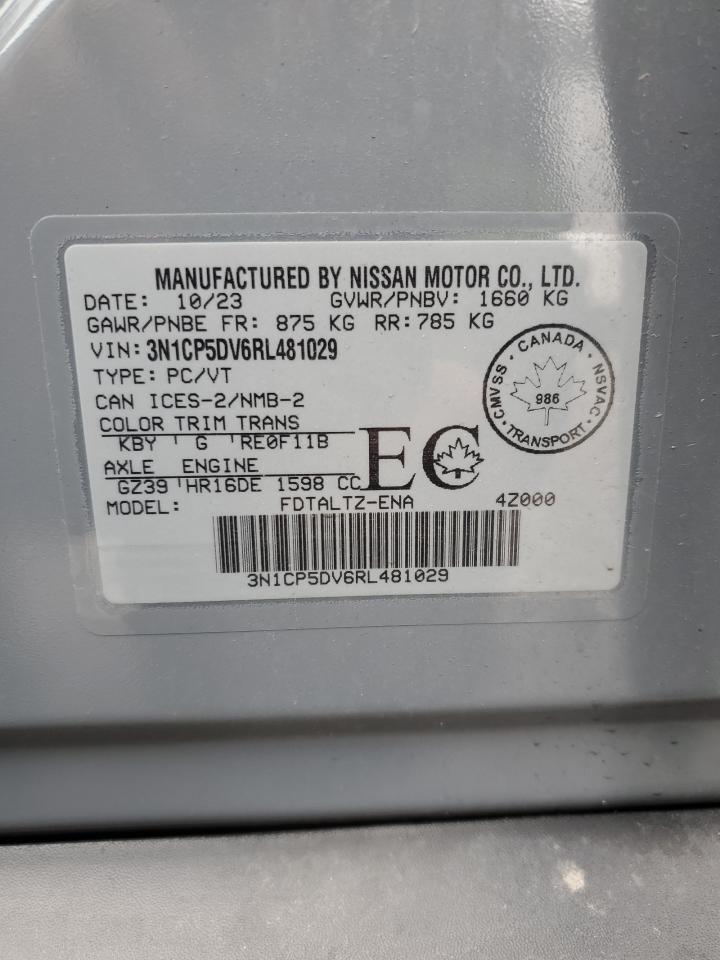 MANUFACTURED BY NISSAN MOTOR CO., LTD.
DATE: 10/23 GVWR/PNBV: 1660 KG
GAWR/PNBE FR: 875 KG RR: 785 KG
VIN: 3N1CP5DV6RL481029
TYPE: PC/VT
CAN ICES-2/NMB-2
COLOR TRIM TRANS
KBY G RE0F11B
AXLE ENGINE
GZ39 HR16DE 1598 CC
EC
CANADA · NSVAC · TRANSPORT · CMVSS ·
986
MODEL: FDTALTZ-ENA 4Z000
3N1CP5DV6RL481029